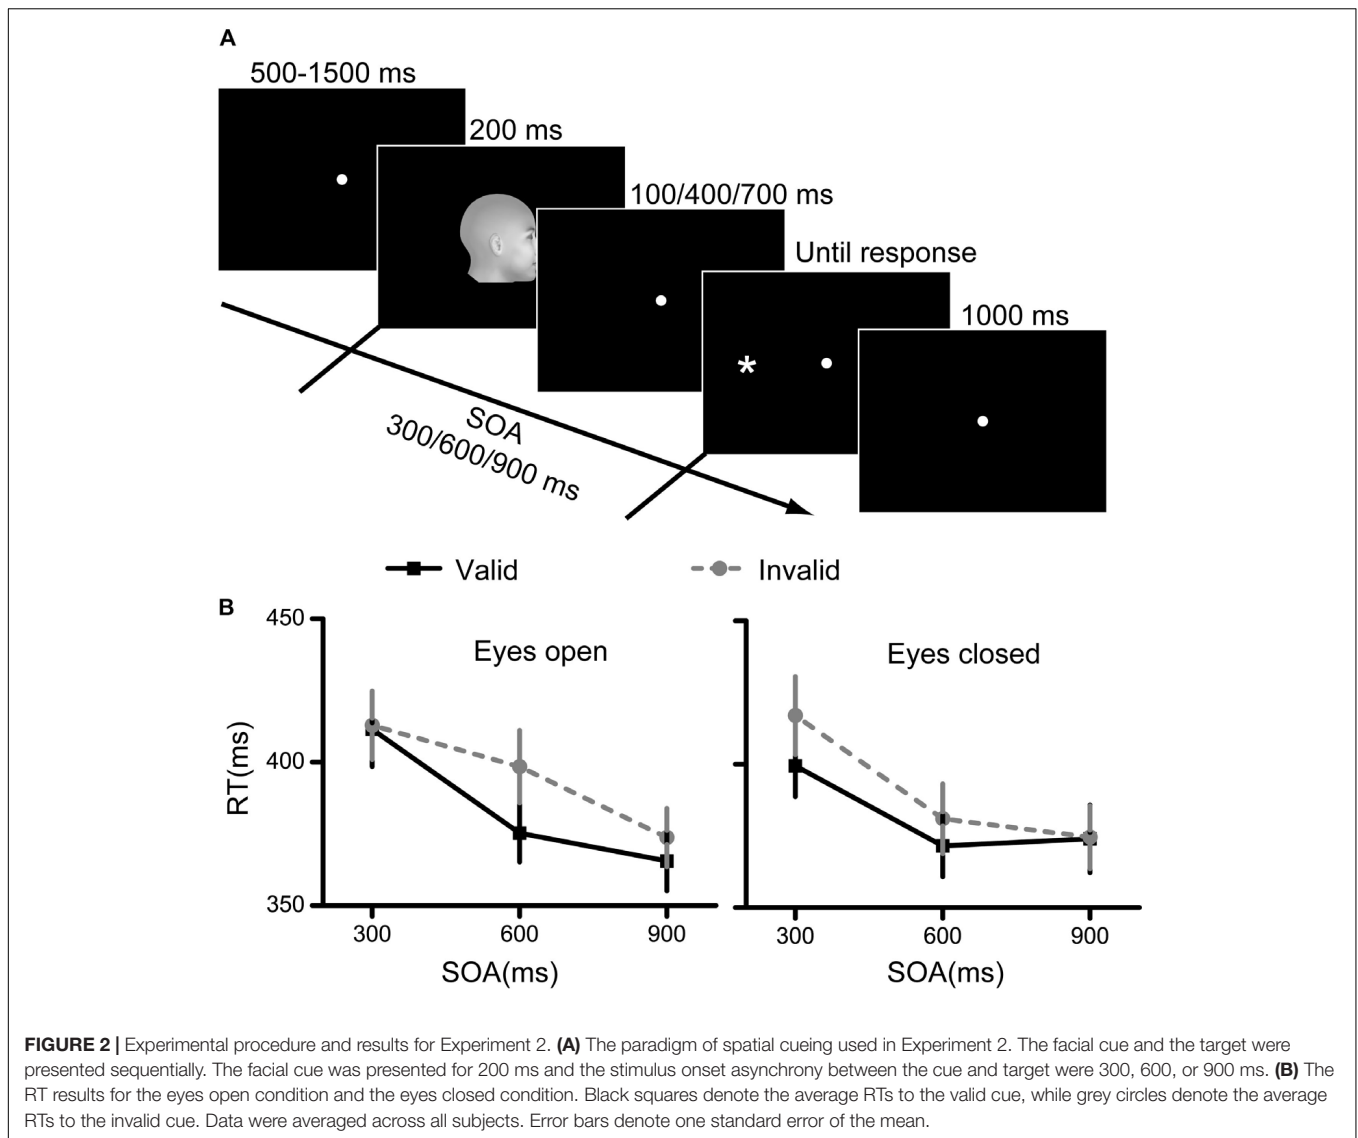 A
500-1500 ms
200 ms
100/400/700 ms
Until response
1000 ms
SOA
300/600/900 ms
Valid
Invalid
B
450
400
350
RT(ms)
Eyes open
300
600
900
SOA(ms)
Eyes closed
300
600
900
SOA(ms)
FIGURE 2 | Experimental procedure and results for Experiment 2. (A) The paradigm of spatial cueing used in Experiment 2. The facial cue and the target were
presented sequentially. The facial cue was presented for 200 ms and the stimulus onset asynchrony between the cue and target were 300, 600, or 900 ms. (B) The
RT results for the eyes open condition and the eyes closed condition. Black squares denote the average RTs to the valid cue, while grey circles denote the average
RTs to the invalid cue. Data were averaged across all subjects. Error bars denote one standard error of the mean.